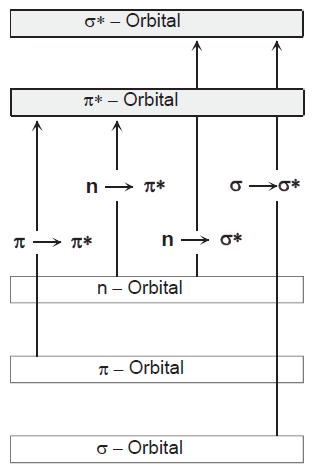 σ* – Orbital
π* – Orbital
n ⟶ π*
σ ⟶ σ*
π ⟶ π*
n ⟶ σ*
n – Orbital
π – Orbital
σ – Orbital